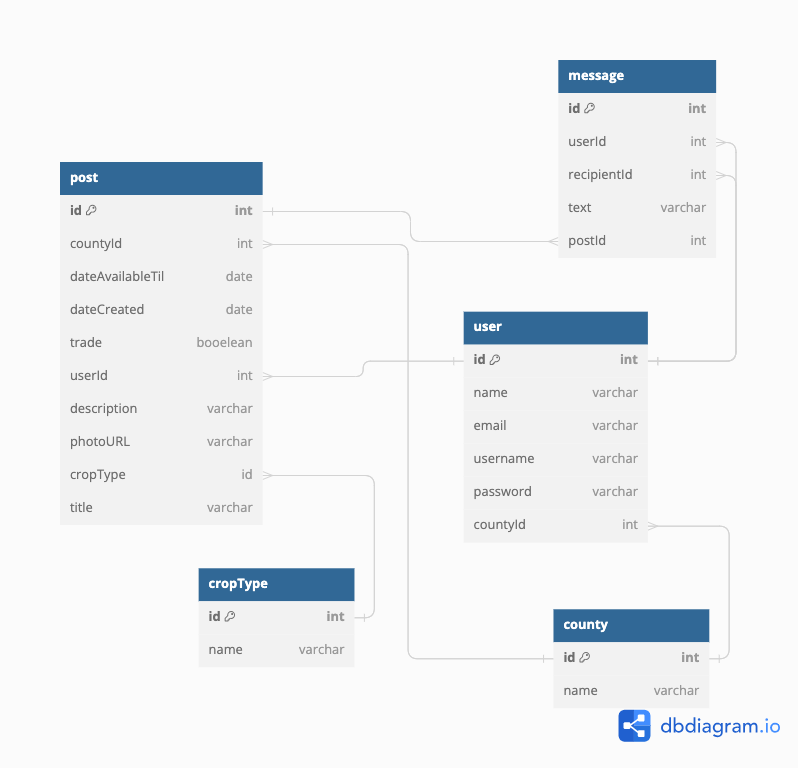 message
id int
userId int
recipientId int
text varchar
postId int
post
id int
countyId int
dateAvailableTil date
dateCreated date
trade booelean
userId int
description varchar
photoURL varchar
cropType id
title varchar
user
id int
name varchar
email varchar
username varchar
password varchar
countyId int
cropType
id int
name varchar
county
id int
name varchar
dbdiagram.io